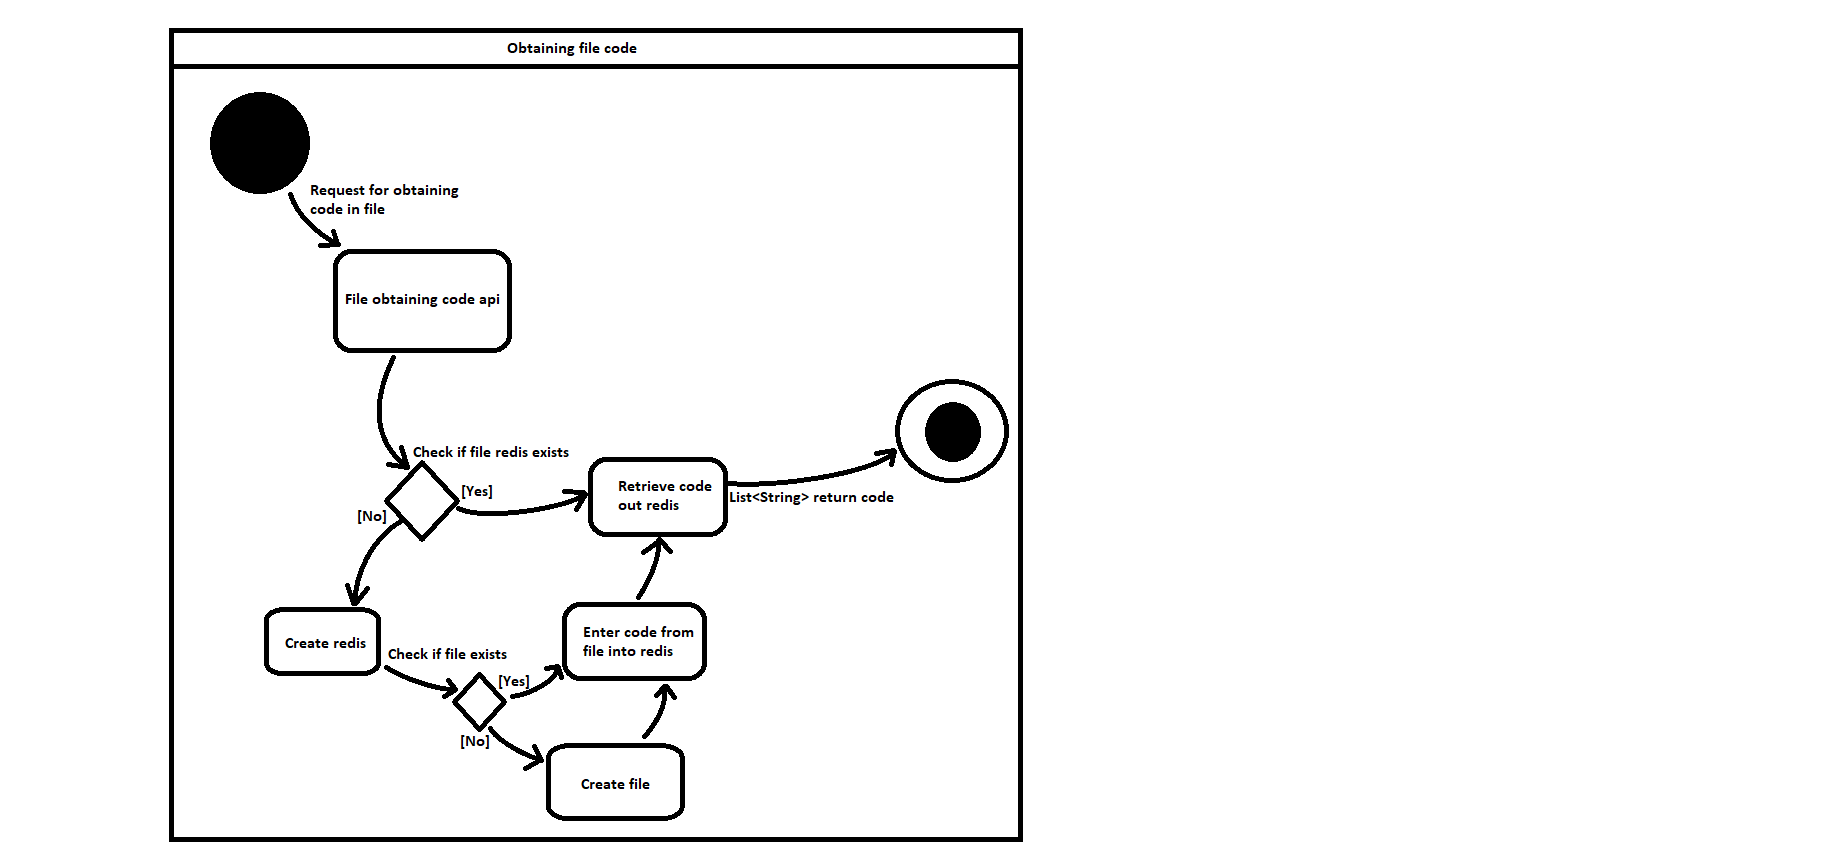 Obtaining file code
Request for obtaining
code in file
File obtaining code api
Check if file redis exists
[Yes]
[No]
Retrieve code
out redis
List<String> return code
Create redis
Check if file exists
[Yes]
[No]
Enter code from
file into redis
Create file